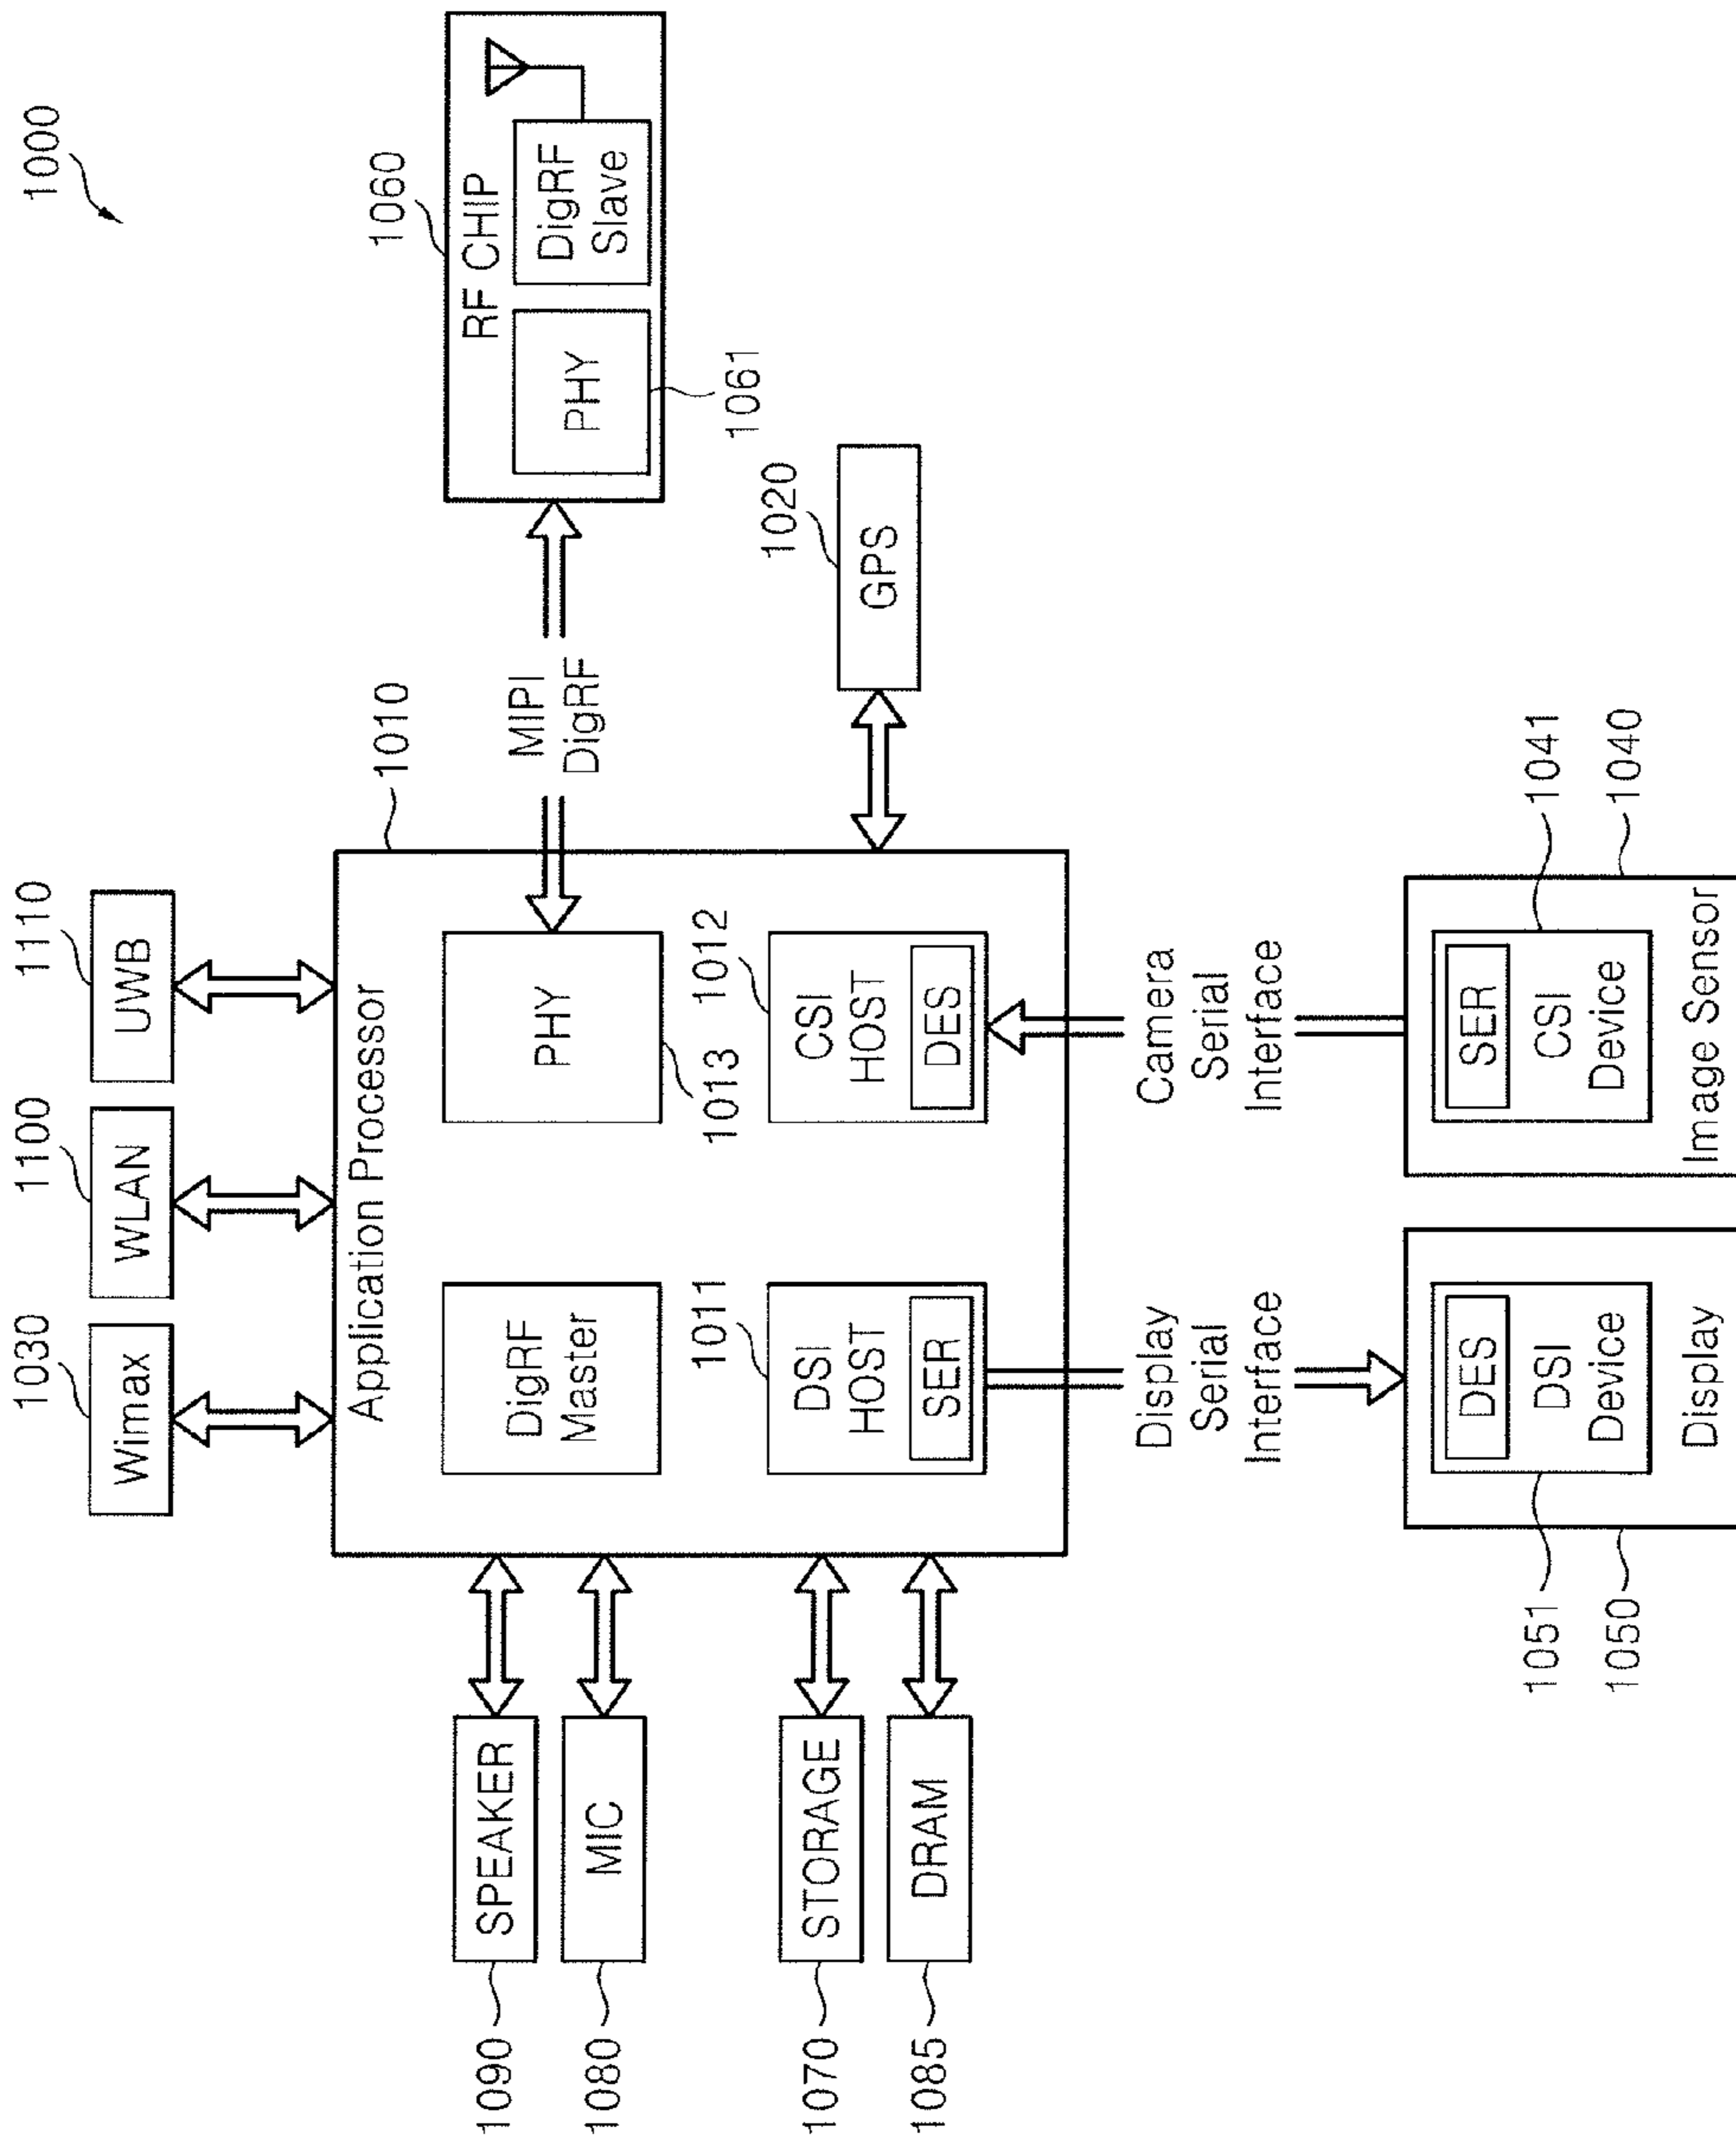 1000
1030
Wimax
1100
WLAN
1110
UWB
1010
Application Processor
DigRF
Master
PHY
1013
1011
DSI
HOST
SER
1012
CSI
HOST
DES
MIPI
DigRF
1060
RF CHIP
PHY
DigRF
Slave
1061
1020
GPS
1090
SPEAKER
1080
MIC
1070
STORAGE
1085
DRAM
Display
Serial
Interface
Camera
Serial
Interface
1051
1050
DES
DSI
Device
Display
SER
CSI
Device
Image Sensor
1041
1040